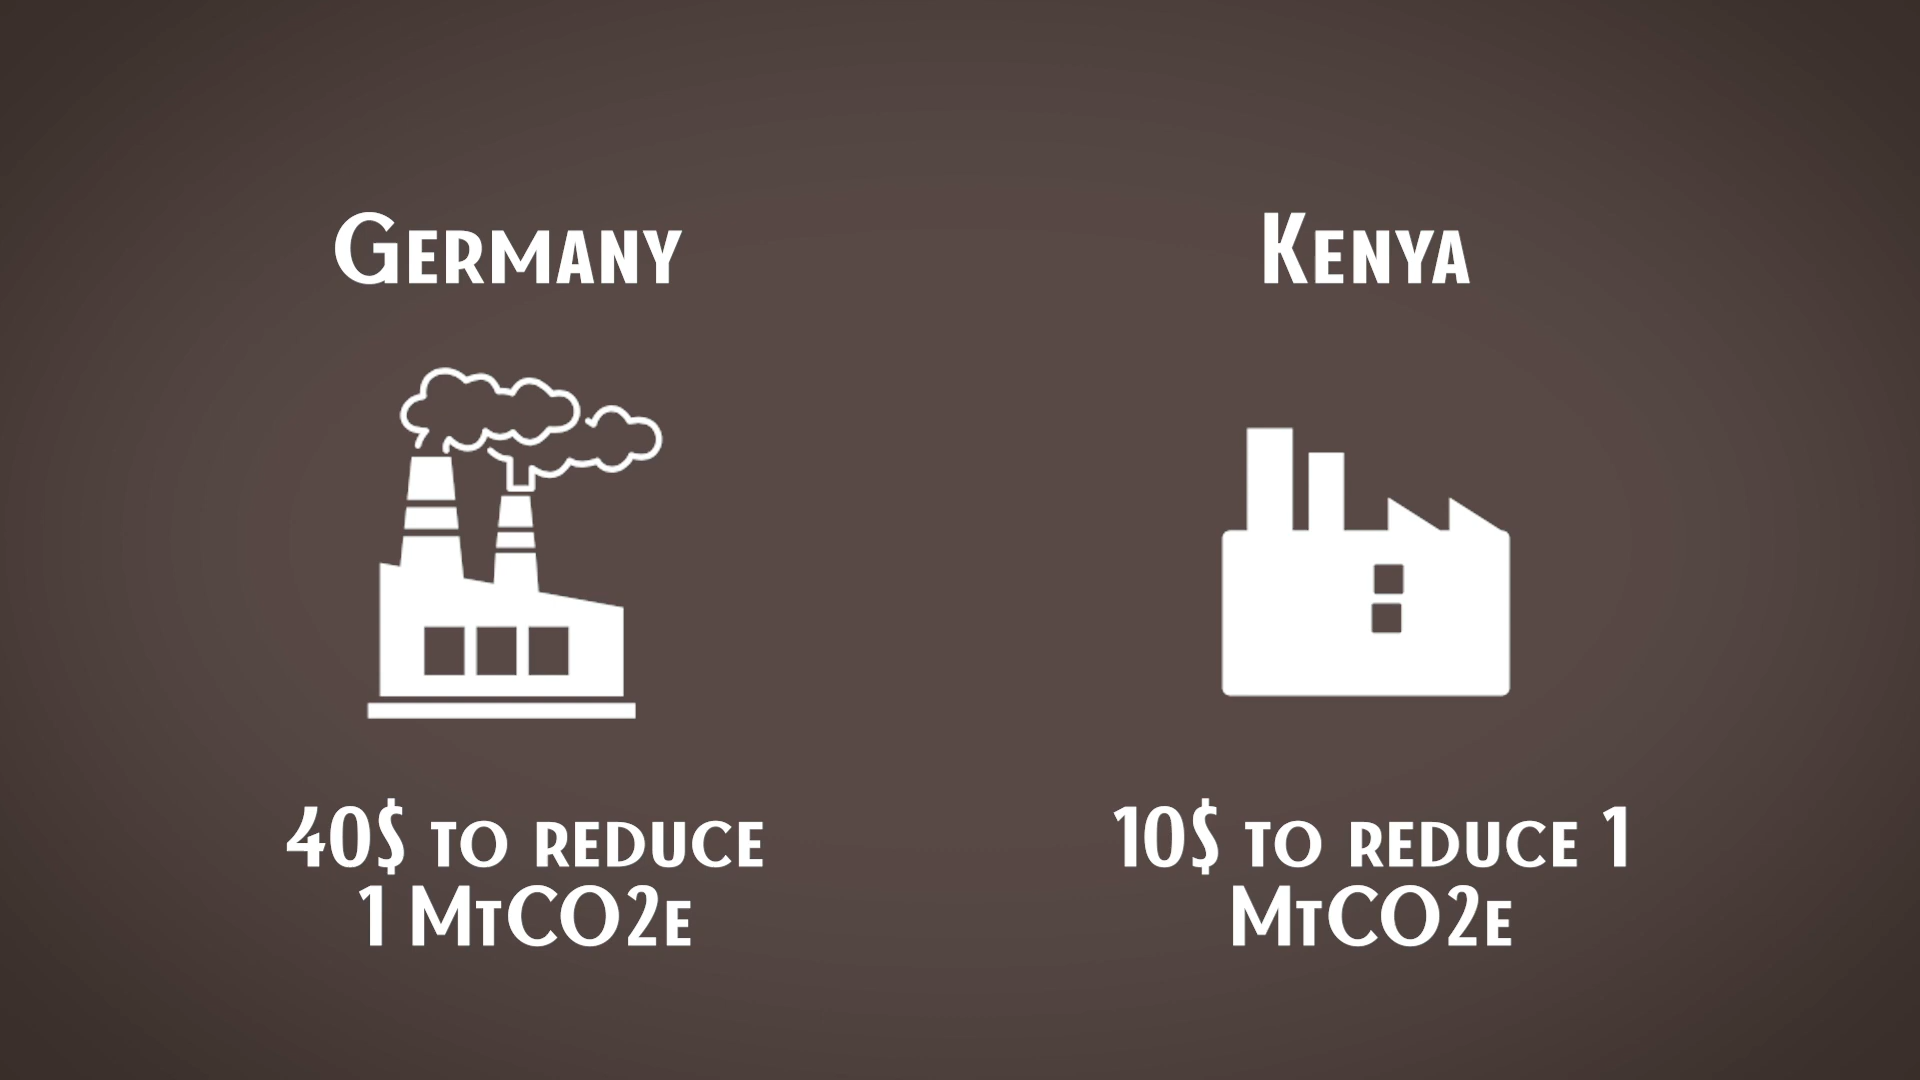 Germany
Kenya
40$ to reduce
1 MtCO2e
10$ to reduce 1
MtCO2e